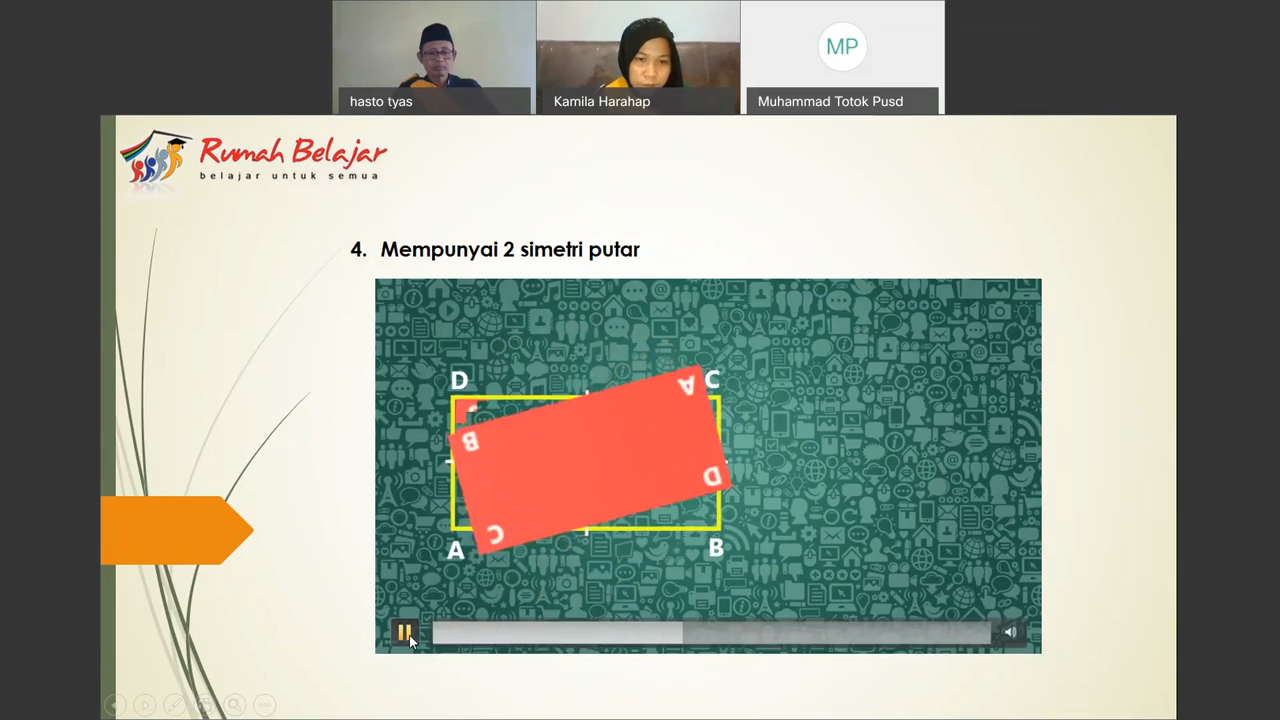 hasto tyas
Kamila Harahap
MP
Muhammad Totok Pusd
Rumah Belajar
belajar untuk semua
4. Mempunyai 2 simetri putar
D
C
A
B
D
C
A
B